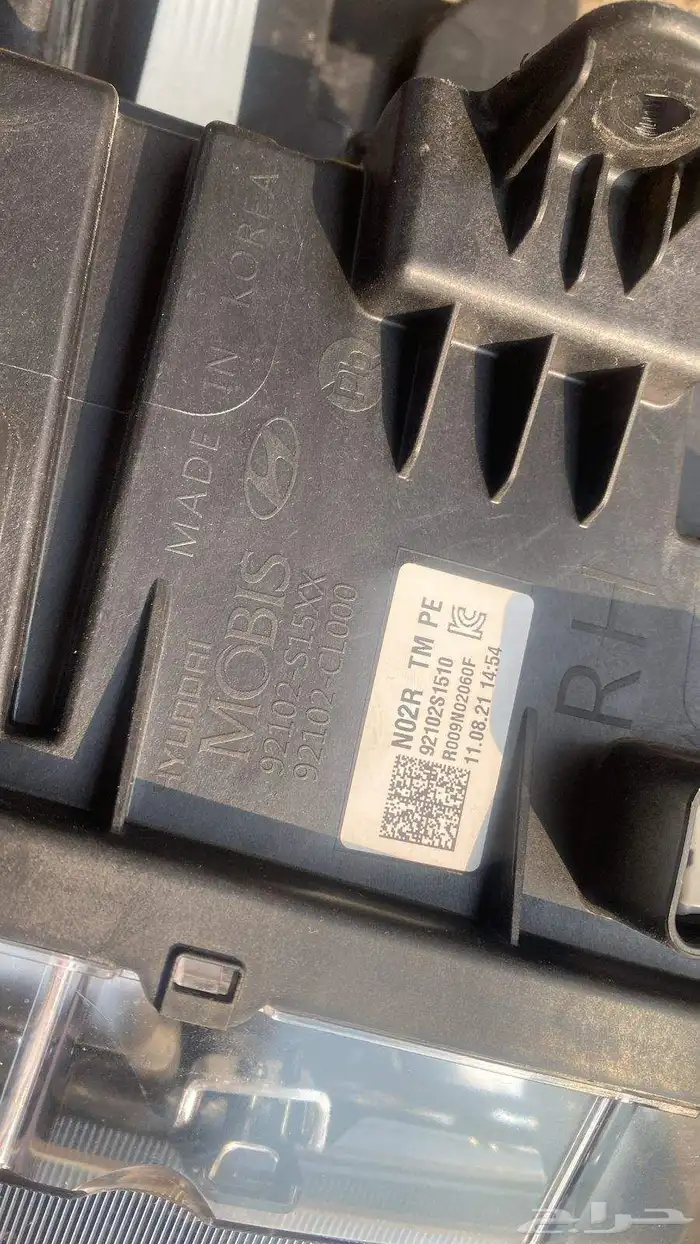 MADE IN KOREA
Pb
HYUNDAI
MOBIS
92102-S15XX
92102-CL000
N02R TM PE
92102S1510
R009N02060F
11.08.21 14:54
RH
حراج